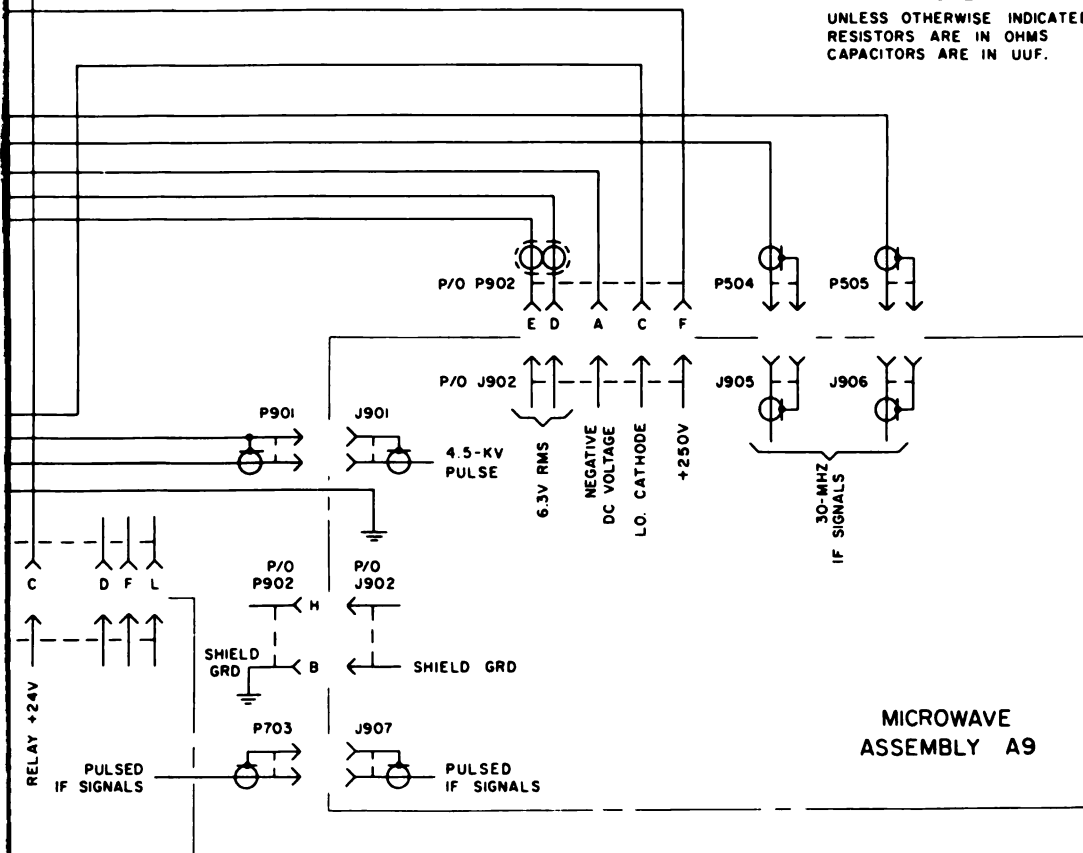 UNLESS OTHERWISE INDICATED
RESISTORS ARE IN OHMS
CAPACITORS ARE IN UUF.
P/O P902
P504
P505
E D A C F
P/O J902
J905
J906
P901
J901
4.5-KV
PULSE
6.3V RMS
NEGATIVE
DC VOLTAGE
LO. CATHODE
+250V
30-MHZ
IF SIGNALS
C D F L
P/O
P902
P/O
J902
H
SHIELD
GRD
B
SHIELD GRD
RELAY +24V
P703
J907
PULSED
IF SIGNALS
PULSED
IF SIGNALS
MICROWAVE
ASSEMBLY A9